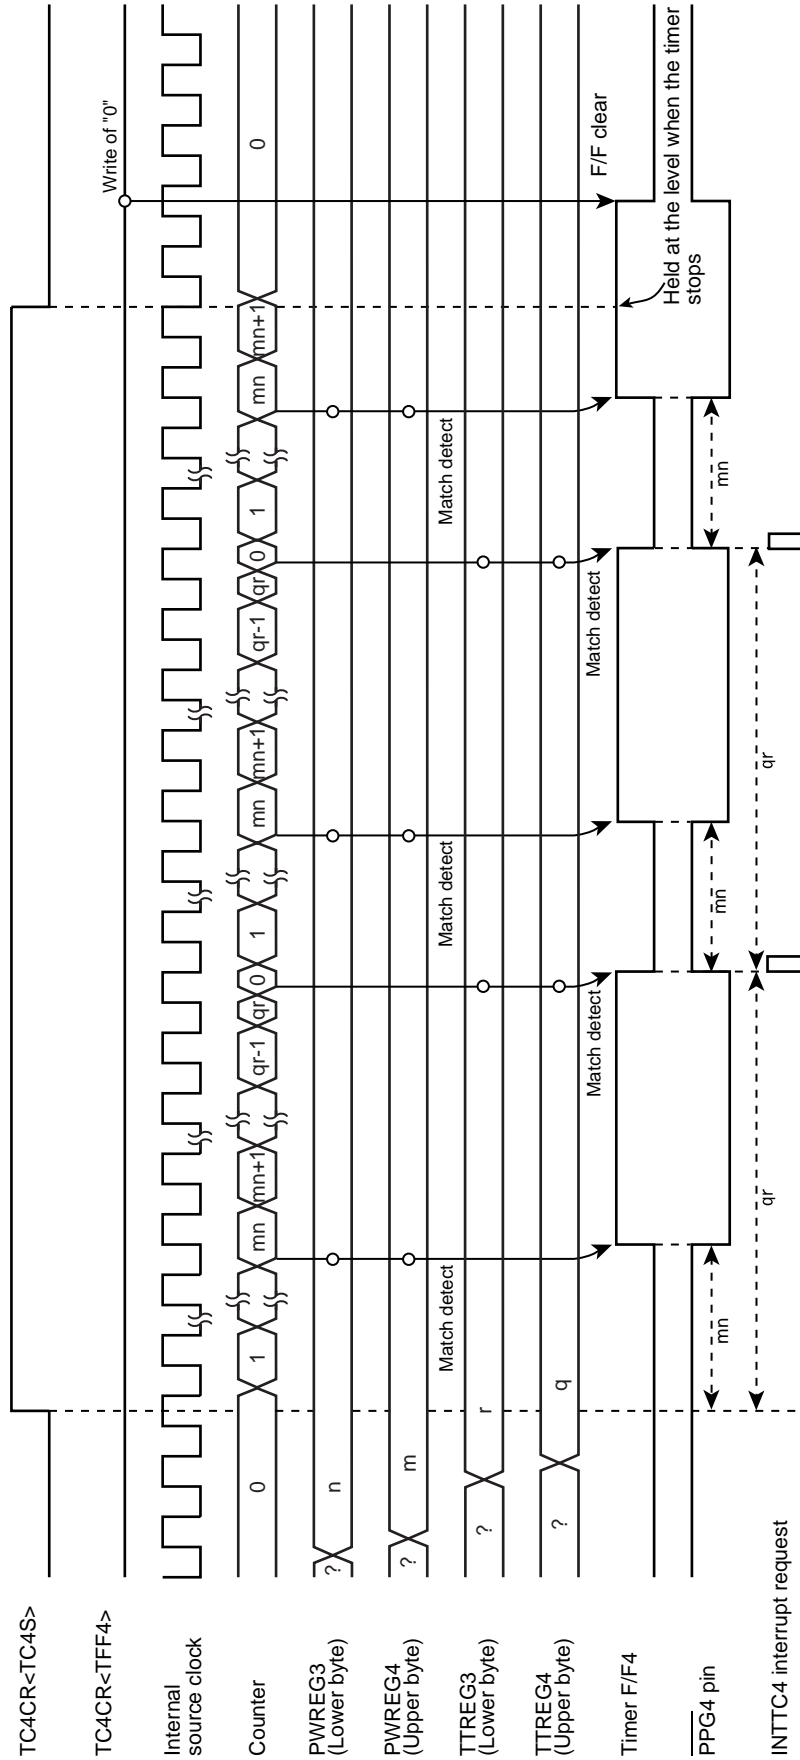 TC4CR<TC4S>
TC4CR<TFF4>
Write of "0"
Internal
source clock
Counter
0 1 mn mn+1 qr-1 qr 0 1 mn mn+1 qr-1 qr 0 1 mn mn+1 0
PWREG3
(Lower byte)
? n
PWREG4
(Upper byte)
? m
Match detect Match detect Match detect
TTREG3
(Lower byte)
? r
TTREG4
(Upper byte)
? q
Match detect Match detect F/F clear
Timer F/F4
Held at the level when the timer
stops
PPG4 pin
mn mn mn
qr qr
INTTC4 interrupt request